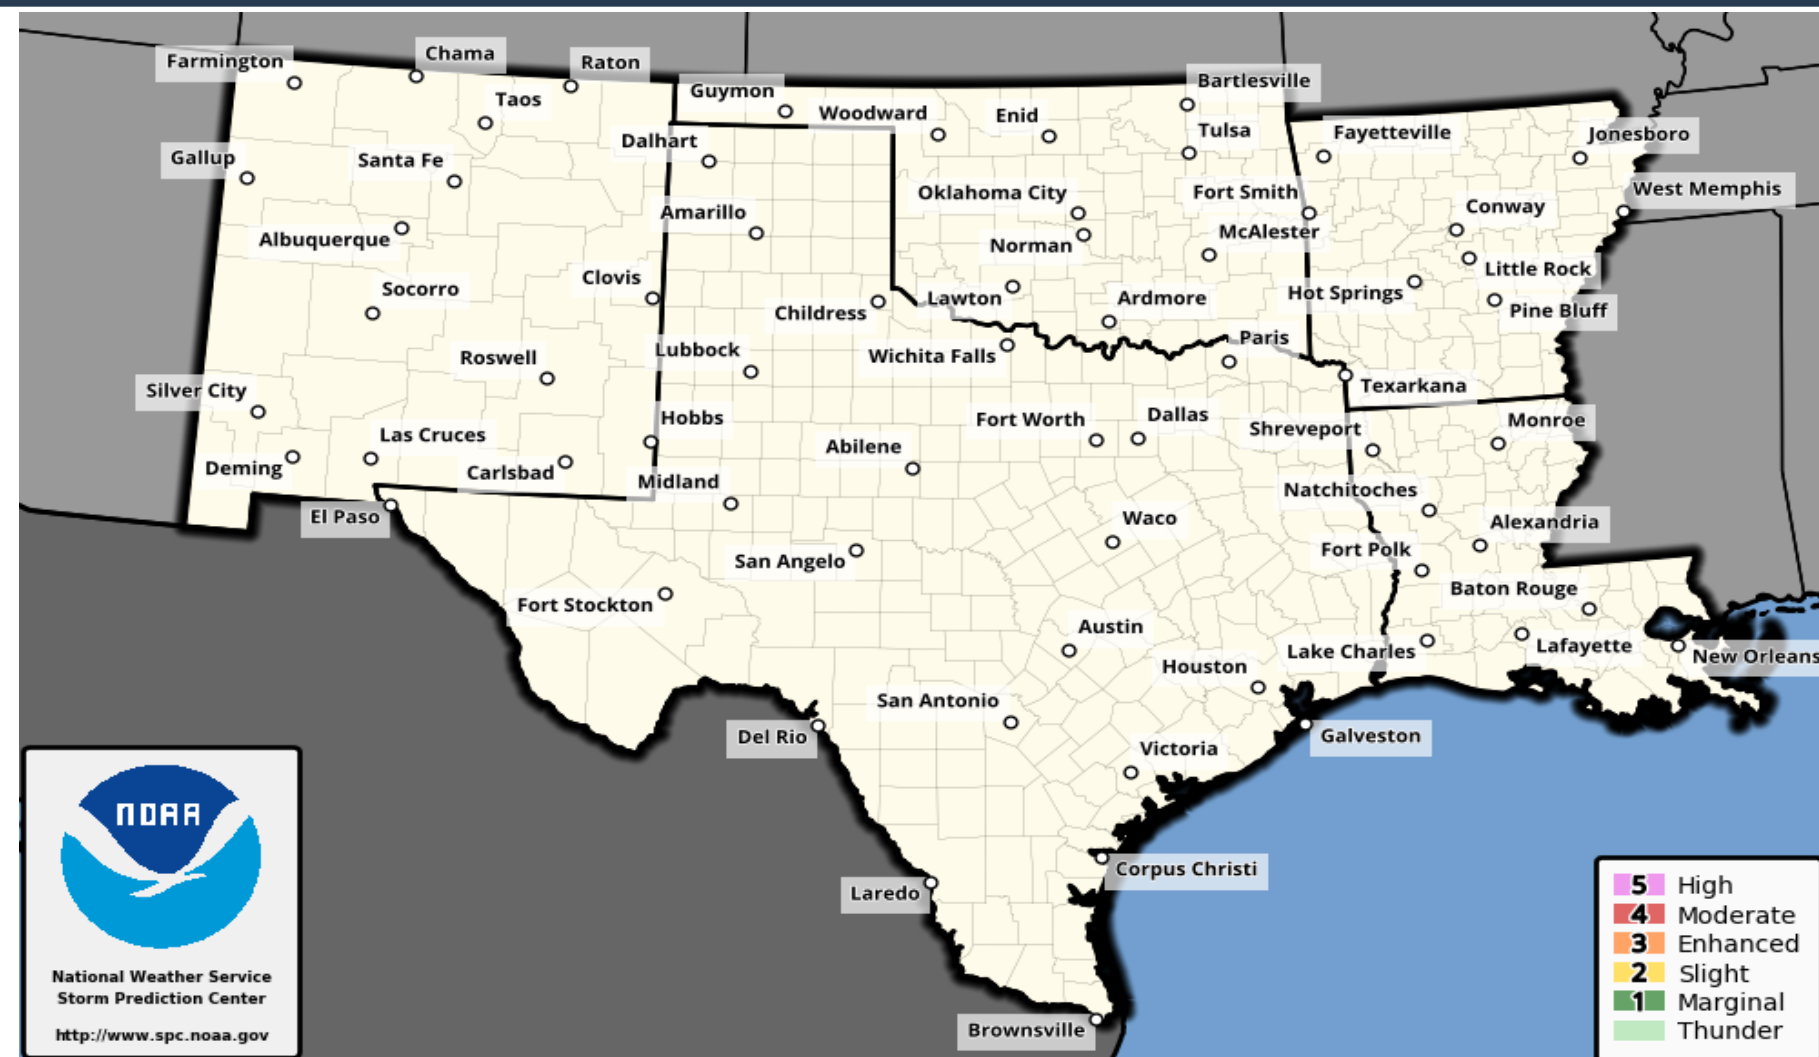 Farmington
Chama
Raton
Taos
Guymon
Woodward
Enid
Bartlesville
Tulsa
Fayetteville
Jonesboro
Gallup
Santa Fe
Dalhart
Oklahoma City
Fort Smith
West Memphis
Conway
Albuquerque
Amarillo
Norman
McAlester
Little Rock
Socorro
Clovis
Childress
Lawton
Ardmore
Hot Springs
Pine Bluff
Roswell
Lubbock
Wichita Falls
Paris
Texarkana
Silver City
Hobbs
Fort Worth
Dallas
Shreveport
Monroe
Las Cruces
Abilene
Deming
Carlsbad
Midland
Natchitoches
El Paso
Waco
Alexandria
San Angelo
Fort Polk
Fort Stockton
Baton Rouge
Austin
Lake Charles
Lafayette
New Orleans
Houston
San Antonio
Del Rio
Victoria
Galveston
Corpus Christi
Laredo
Brownsville
NOAA
National Weather Service
Storm Prediction Center
http://www.spc.noaa.gov
5 High
4 Moderate
3 Enhanced
2 Slight
1 Marginal
Thunder